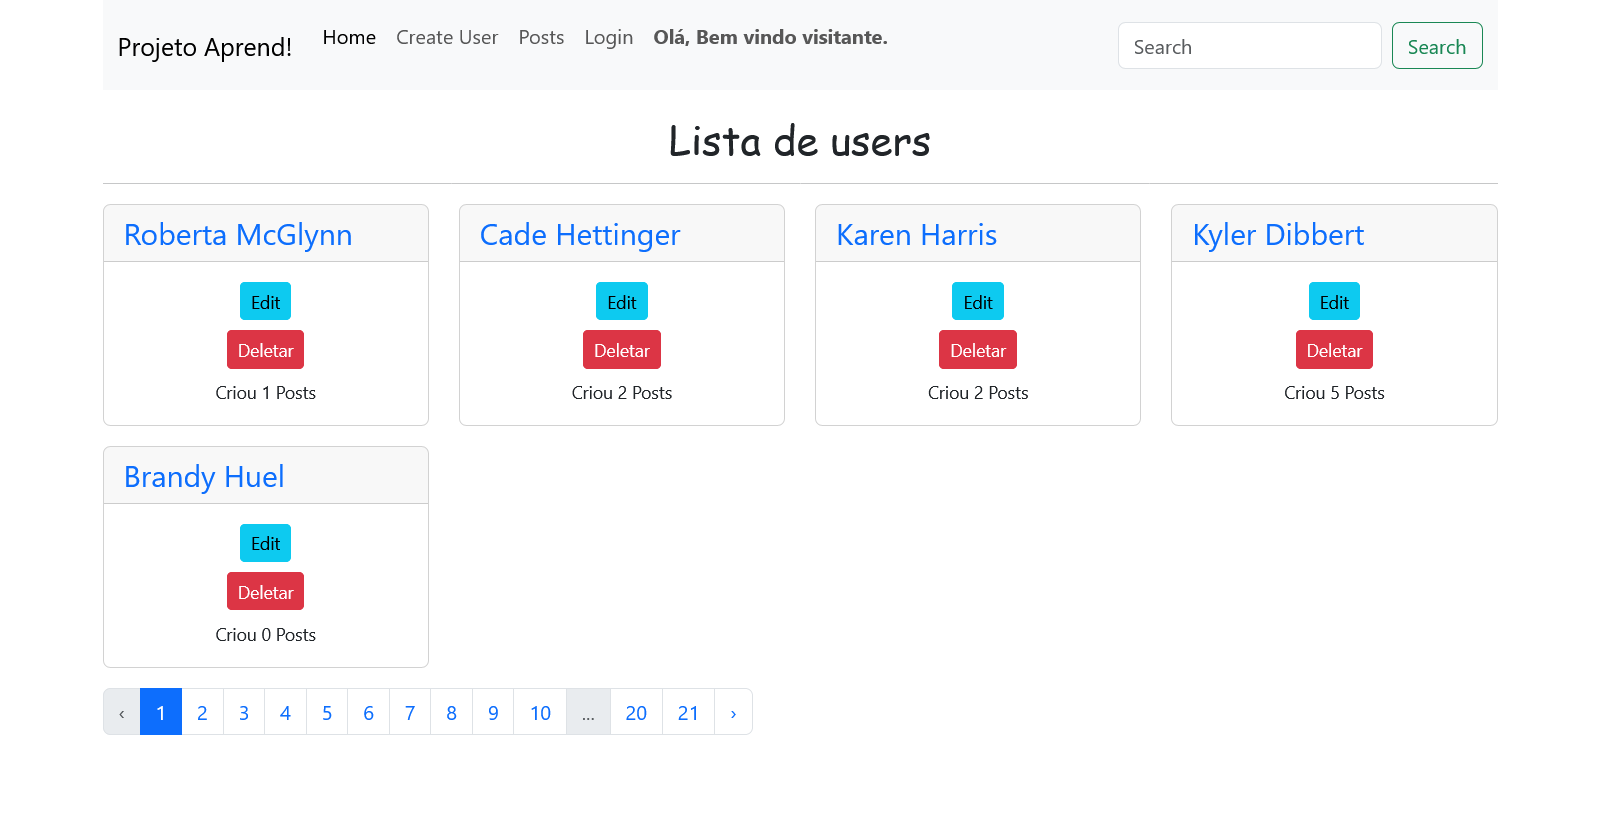 Projeto Aprend! Home Create User Posts Login Olá, Bem vindo visitante. Search Search
Lista de users
Roberta McGlynn Cade Hettinger Karen Harris Kyler Dibbert
Edit Edit Edit Edit
Deletar Deletar Deletar Deletar
Criou 1 Posts Criou 2 Posts Criou 2 Posts Criou 5 Posts
Brandy Huel
Edit
Deletar
Criou 0 Posts
‹ 1 2 3 4 5 6 7 8 9 10 ... 20 21 ›